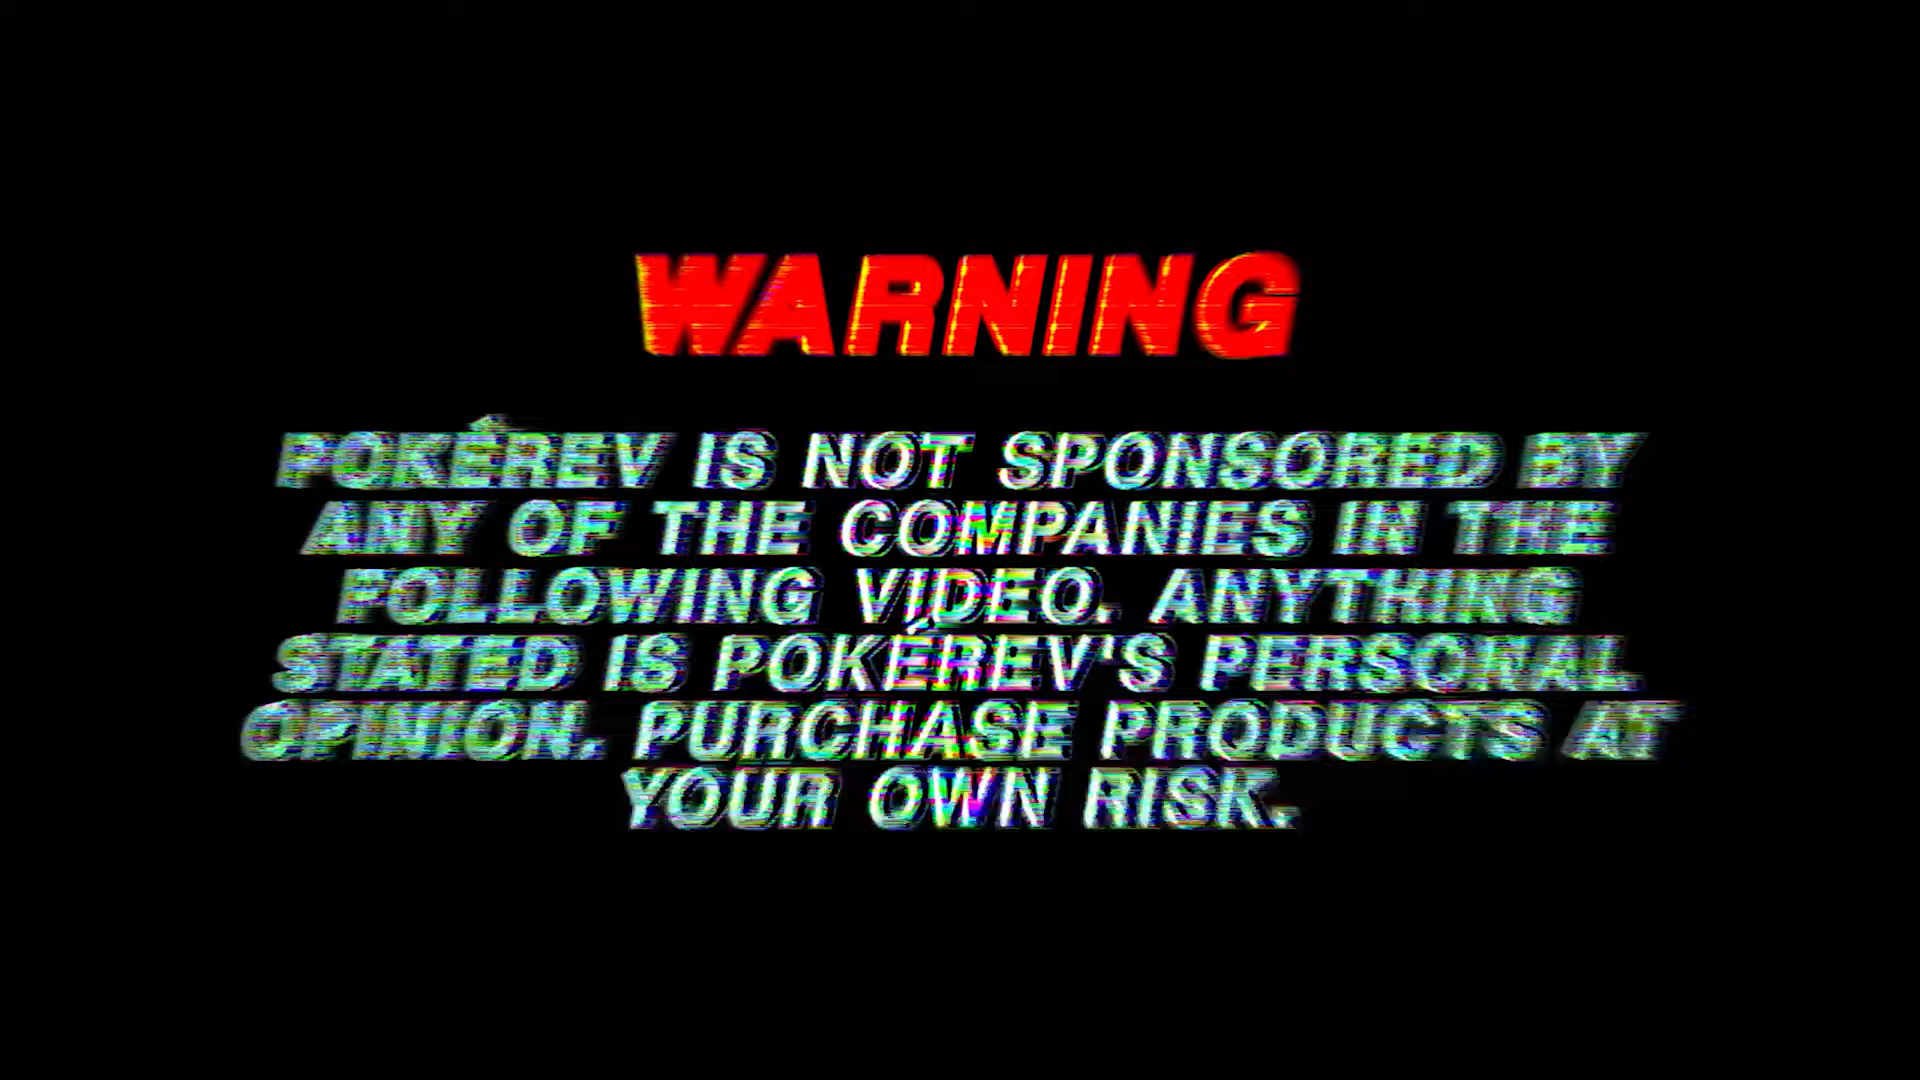 WARNING
POKÉREV IS NOT SPONSORED BY
ANY OF THE COMPANIES IN THE
FOLLOWING VIDEO. ANYTHING
STATED IS POKÉREV'S PERSONAL
OPINION. PURCHASE PRODUCTS AT
YOUR OWN RISK.